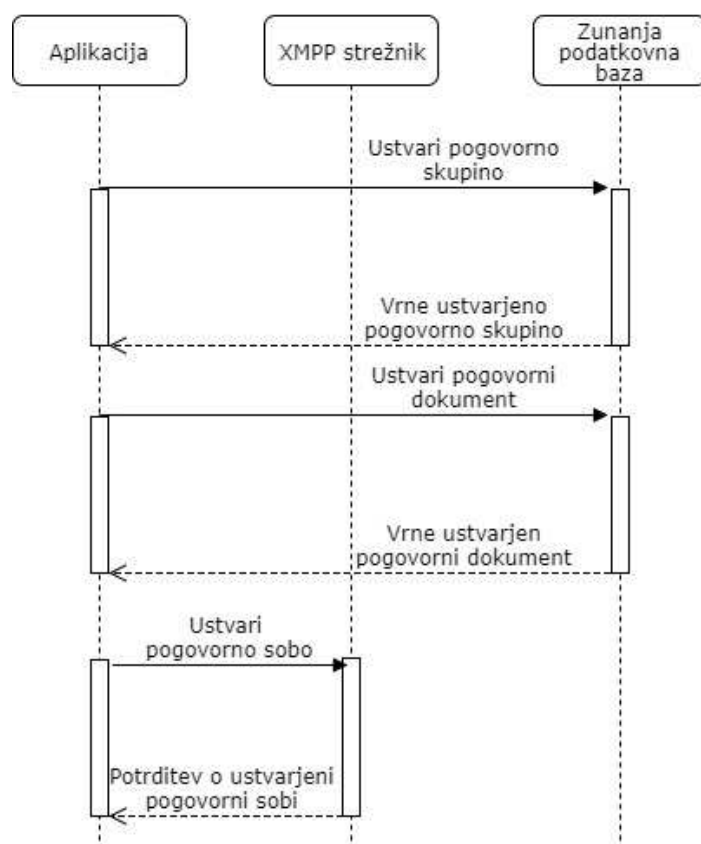 Aplikacija
XMPP strežnik
Zunanja
podatkovna
baza
Ustvari pogovorno
skupino
Vrne ustvarjeno
pogovorno skupino
Ustvari pogovorni
dokument
Vrne ustvarjen
pogovorni dokument
Ustvari
pogovorno sobo
Potrditev o ustvarjeni
pogovorni sobi